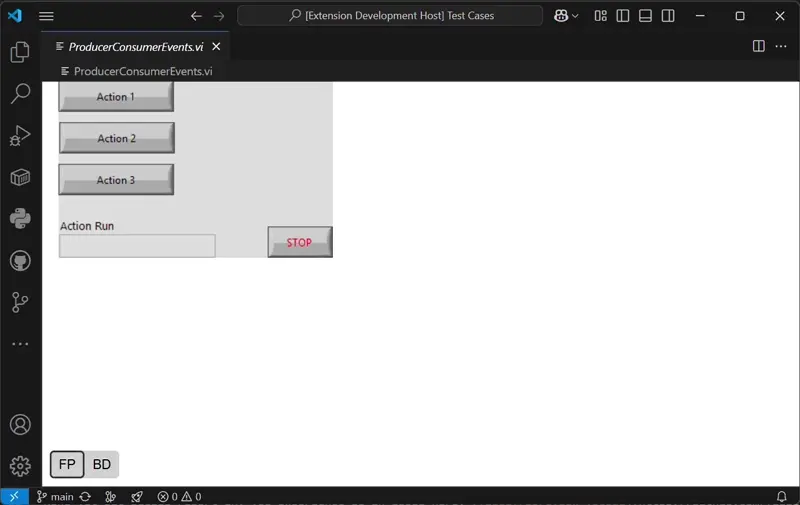 [Extension Development Host] Test Cases
ProducerConsumerEvents.vi
ProducerConsumerEvents.vi
Action 1
Action 2
Action 3
Action Run
STOP
FP BD
main 0 0